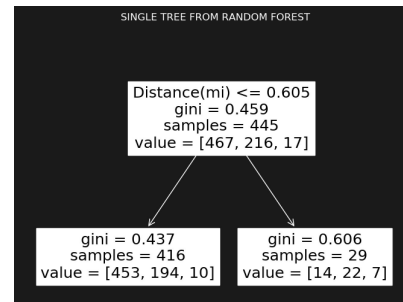 SINGLE TREE FROM RANDOM FOREST
Distance(mi) <= 0.605
gini = 0.459
samples = 445
value = [467, 216, 17]
gini = 0.437
samples = 416
value = [453, 194, 10]
gini = 0.606
samples = 29
value = [14, 22, 7]